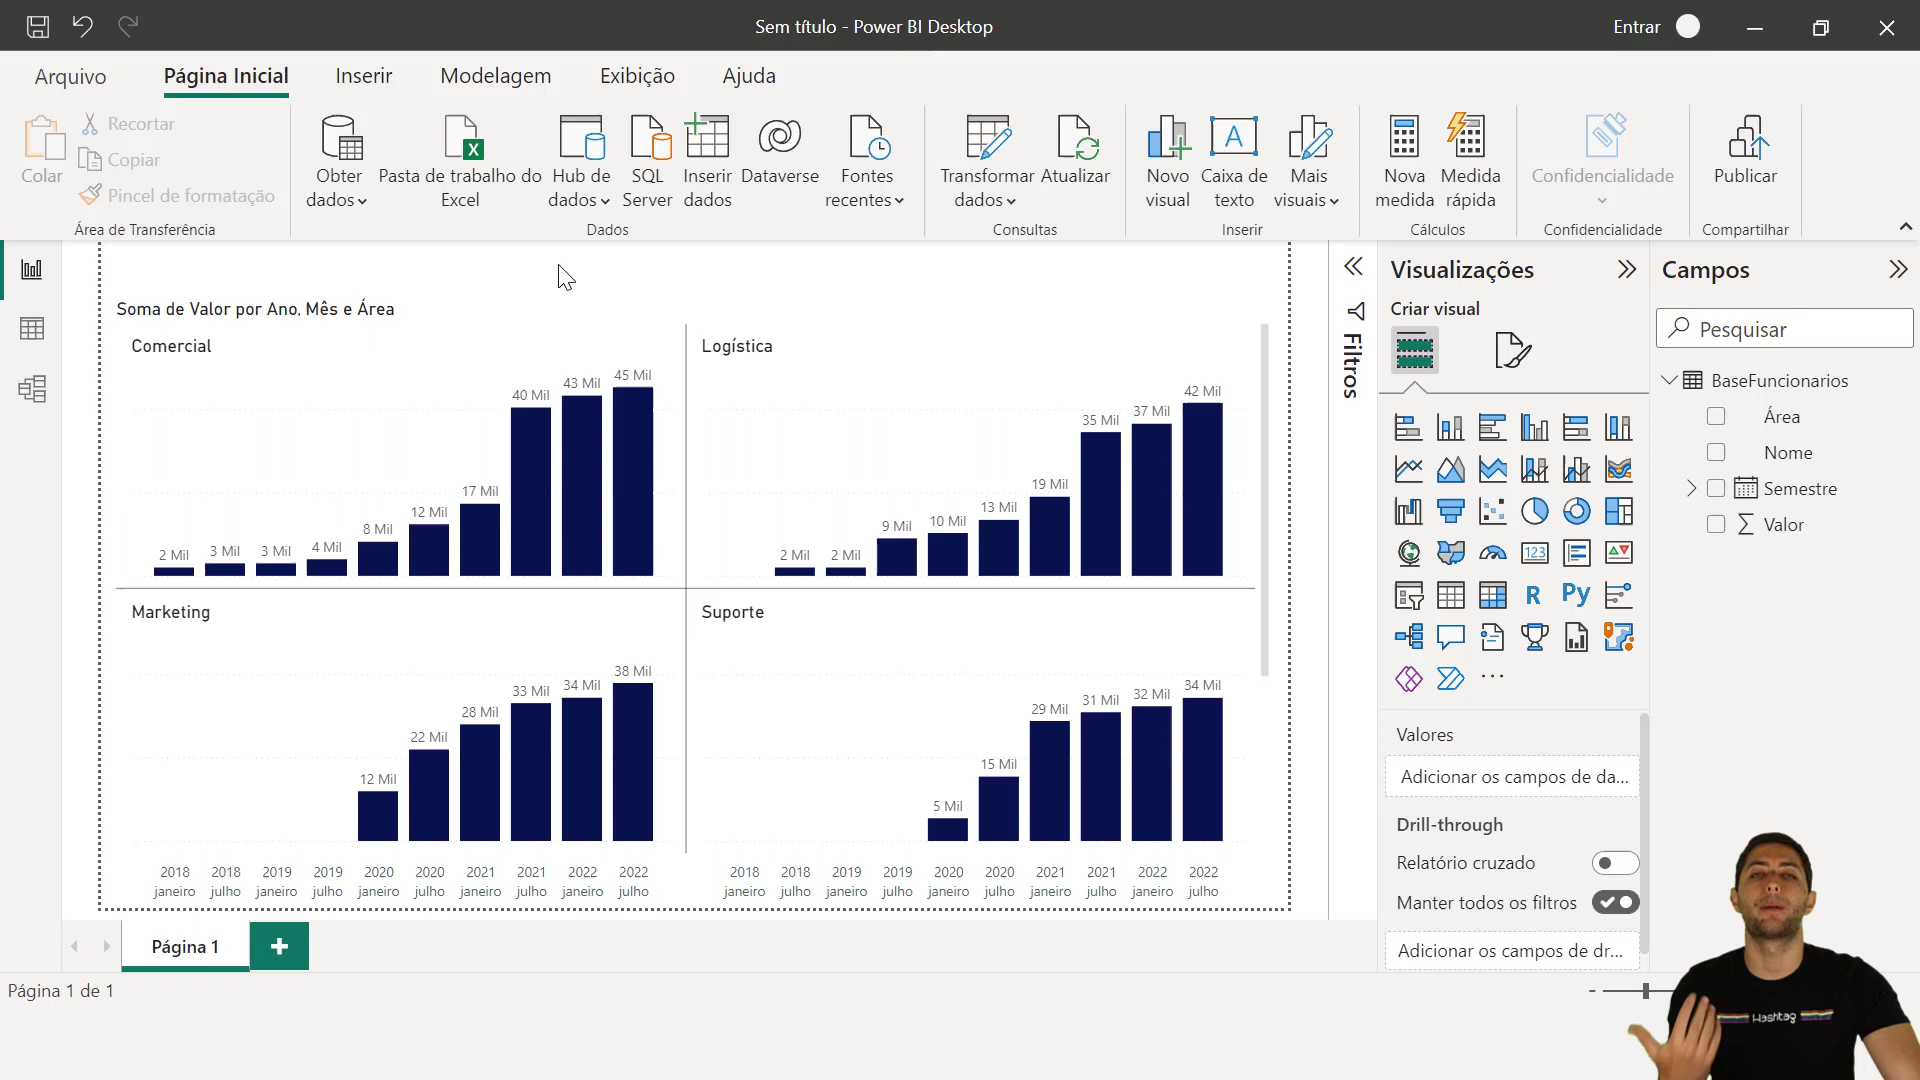 Sem título - Power BI Desktop
Entrar
Arquivo
Página Inicial
Inserir
Modelagem
Exibição
Ajuda
Colar
Recortar
Copiar
Pincel de formatação
Área de Transferência
Obter
dados
Pasta de trabalho do
Excel
Hub de
dados
SQL
Server
Inserir
dados
Dataverse
Fontes
recentes
Dados
Transformar
dados
Atualizar
Consultas
Novo
visual
A
Caixa de
texto
Mais
visuais
Inserir
Nova
medida
Medida
rápida
Cálculos
Confidencialidade
Confidencialidade
Publicar
Compartilhar
Soma de Valor por Ano, Mês e Área
Comercial
2 Mil
3 Mil
3 Mil
4 Mil
8 Mil
12 Mil
17 Mil
40 Mil
43 Mil
45 Mil
Logística
2 Mil
2 Mil
9 Mil
10 Mil
13 Mil
19 Mil
35 Mil
37 Mil
42 Mil
Marketing
12 Mil
22 Mil
28 Mil
33 Mil
34 Mil
38 Mil
Suporte
5 Mil
15 Mil
29 Mil
31 Mil
32 Mil
34 Mil
2018 2018 2019 2019 2020 2020 2021 2021 2022 2022
janeiro julho janeiro julho janeiro julho janeiro julho janeiro julho
2018 2018 2019 2019 2020 2020 2021 2021 2022 2022
janeiro julho janeiro julho janeiro julho janeiro julho janeiro julho
Filtros
Visualizações
Criar visual
123
R
Py
Valores
Adicionar os campos de da...
Drill-through
Relatório cruzado
Manter todos os filtros
Adicionar os campos de dr...
Campos
Pesquisar
BaseFuncionarios
Área
Nome
Semestre
Σ Valor
Página 1
Página 1 de 1
Hashtag